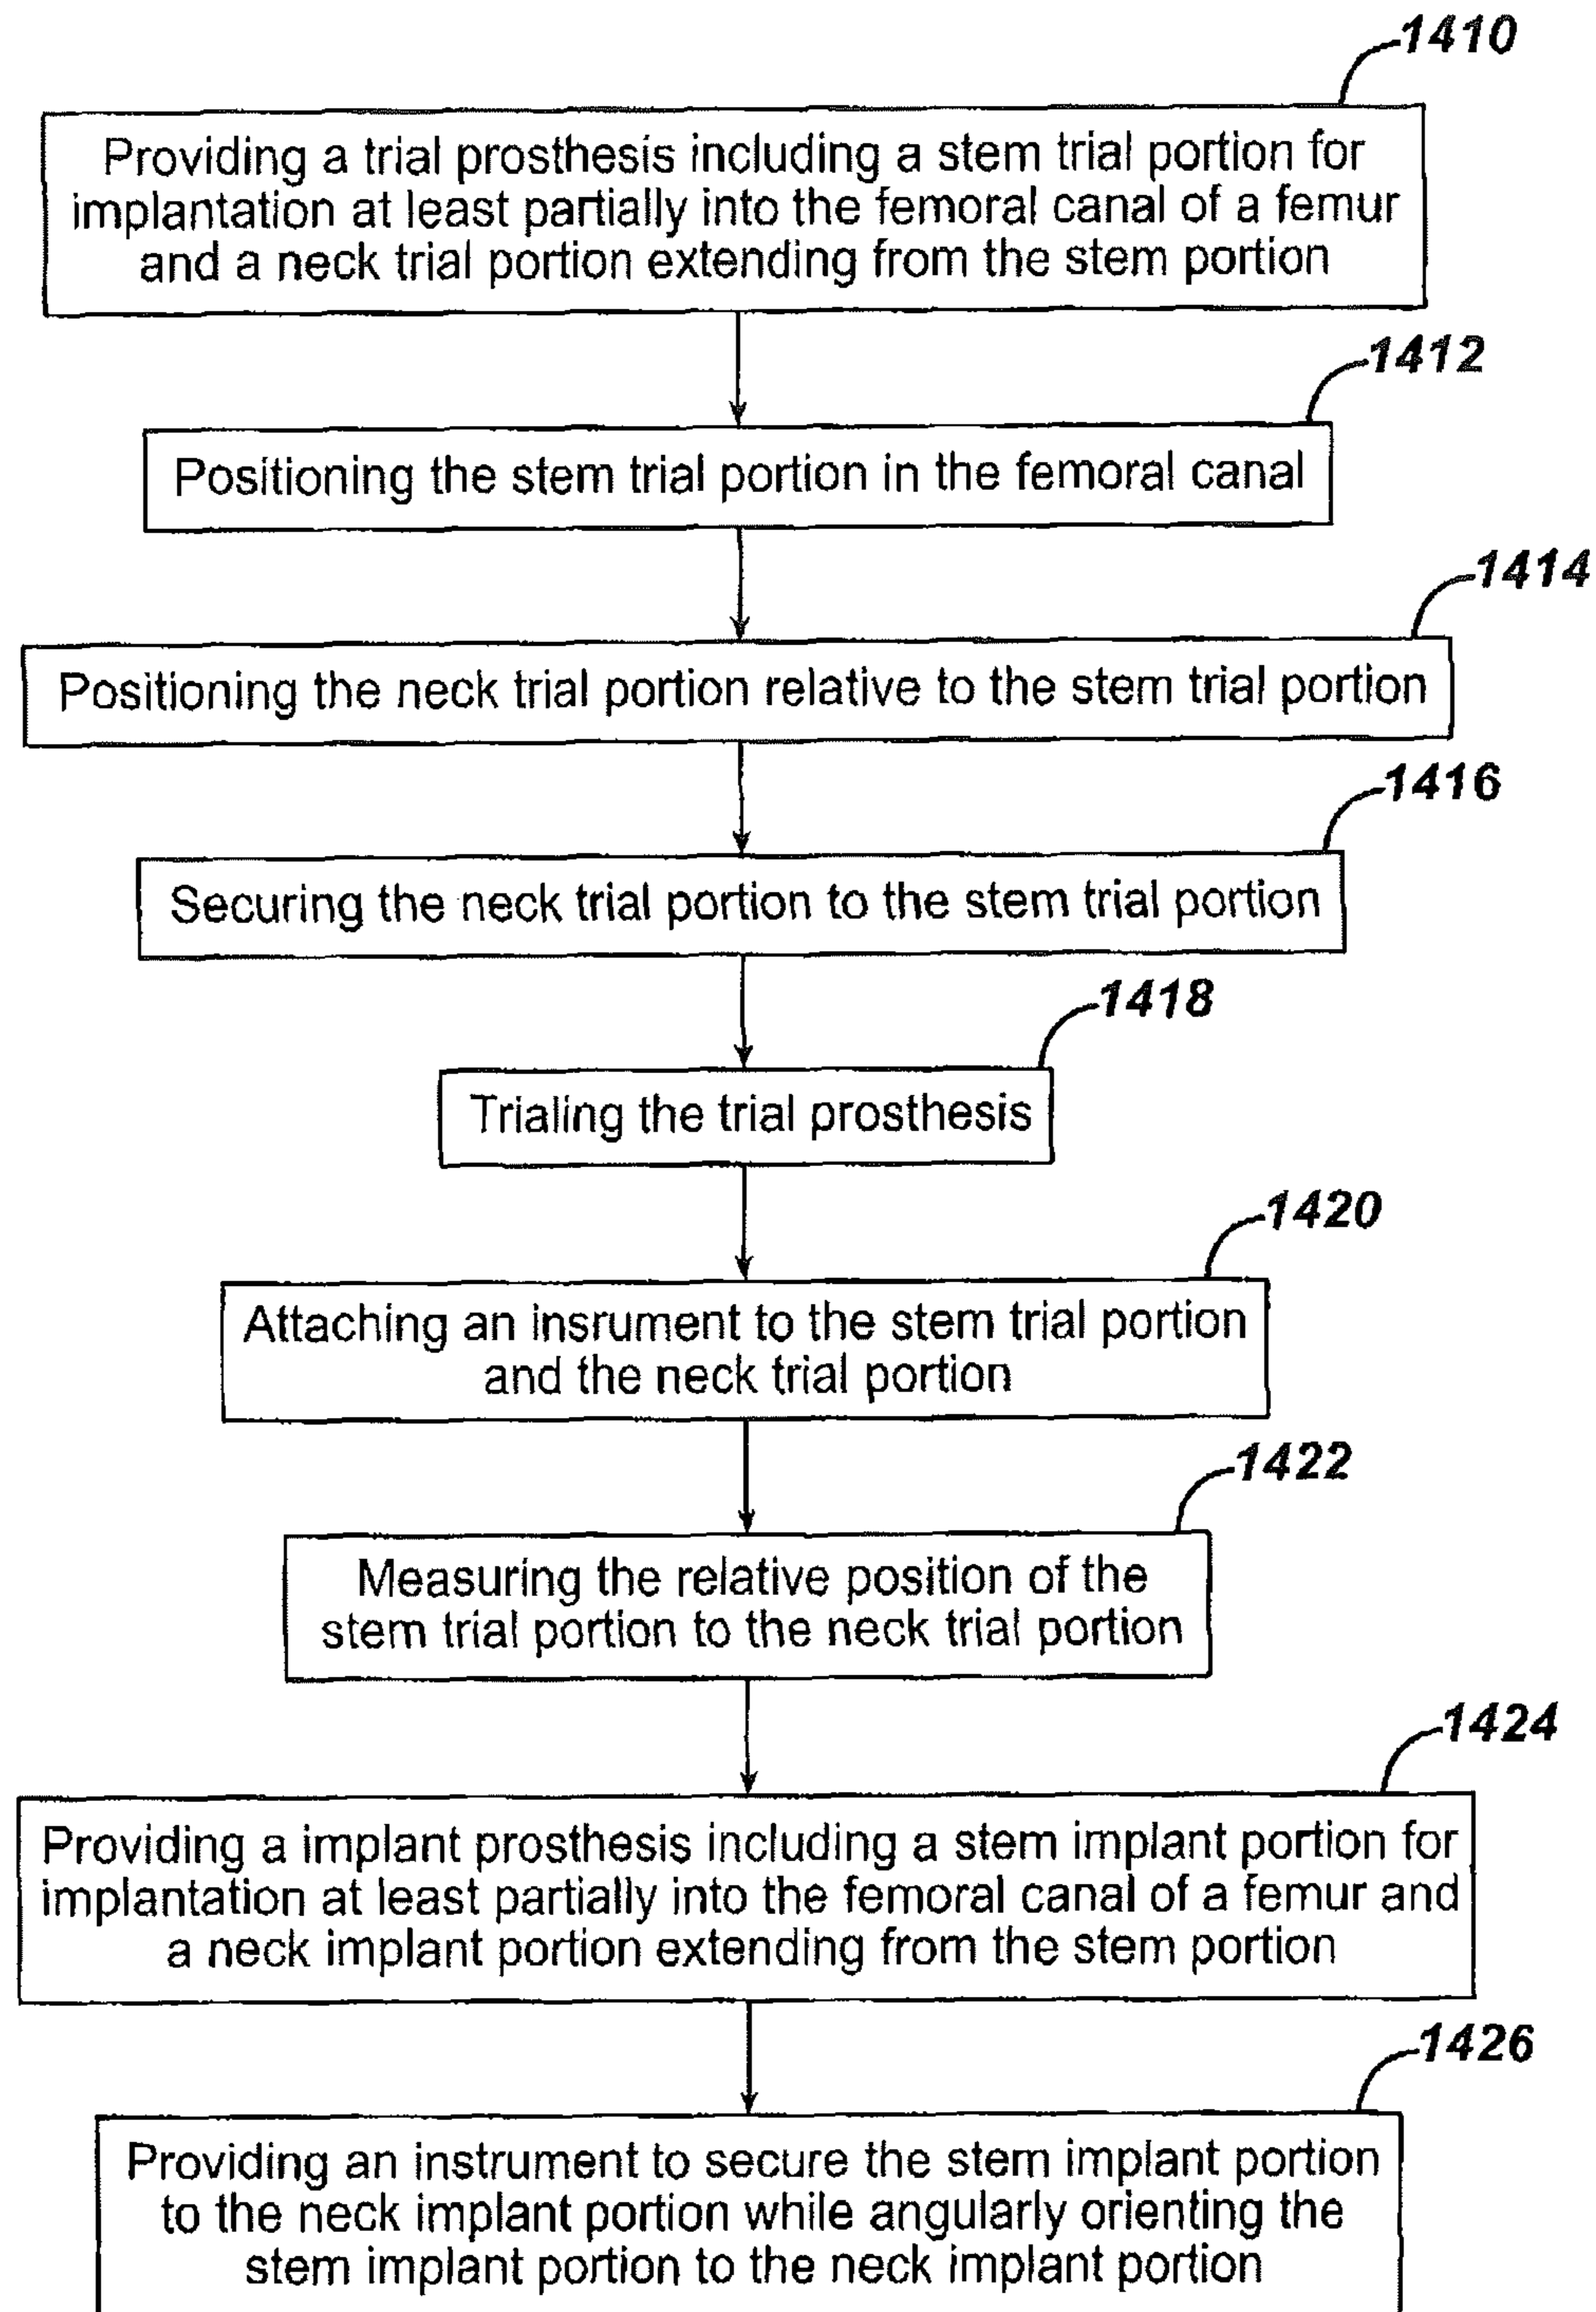 1410
Providing a trial prosthesis including a stem trial portion for
implantation at least partially into the femoral canal of a femur
and a neck trial portion extending from the stem portion
1412
Positioning the stem trial portion in the femoral canal
1414
Positioning the neck trial portion relative to the stem trial portion
1416
Securing the neck trial portion to the stem trial portion
1418
Trialing the trial prosthesis
1420
Attaching an insrument to the stem trial portion
and the neck trial portion
1422
Measuring the relative position of the
stem trial portion to the neck trial portion
1424
Providing a implant prosthesis including a stem implant portion for
implantation at least partially into the femoral canal of a femur and
a neck implant portion extending from the stem portion
1426
Providing an instrument to secure the stem implant portion
to the neck implant portion while angularly orienting the
stem implant portion to the neck implant portion